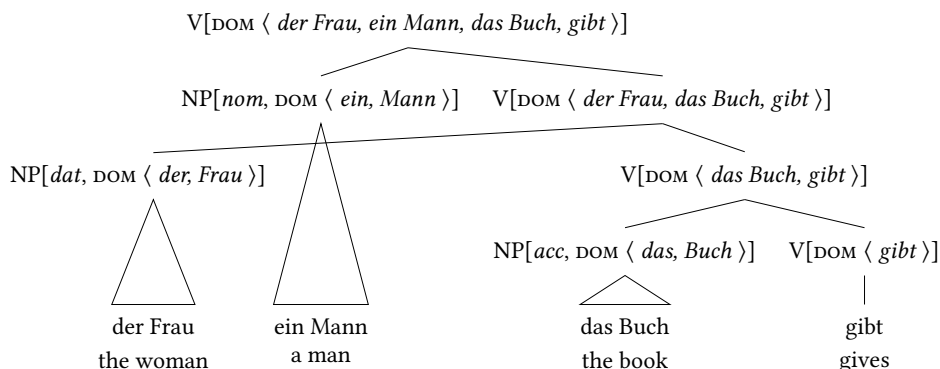 V[DOM ⟨ der Frau, ein Mann, das Buch, gibt ⟩]
NP[nom, DOM ⟨ ein, Mann ⟩] V[DOM ⟨ der Frau, das Buch, gibt ⟩]
NP[dat, DOM ⟨ der, Frau ⟩] V[DOM ⟨ das Buch, gibt ⟩]
NP[acc, DOM ⟨ das, Buch ⟩] V[DOM ⟨ gibt ⟩]
der Frau ein Mann das Buch gibt
the woman a man the book gives